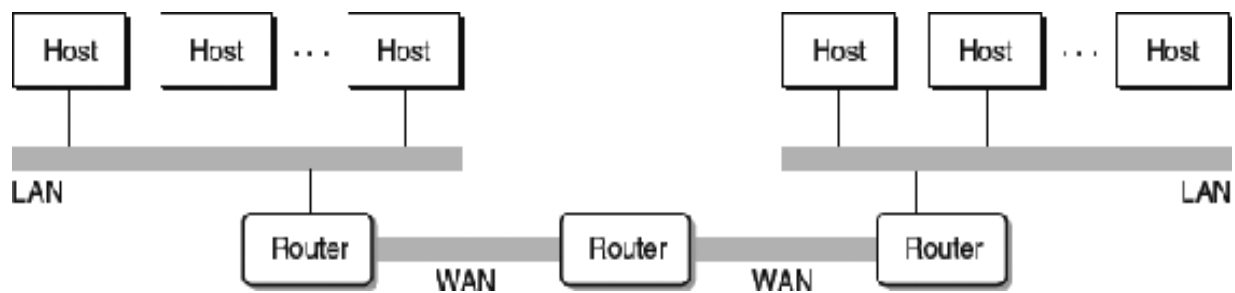 Host Host ... Host Host Host ... Host
LAN LAN
Router Router Router
WAN WAN